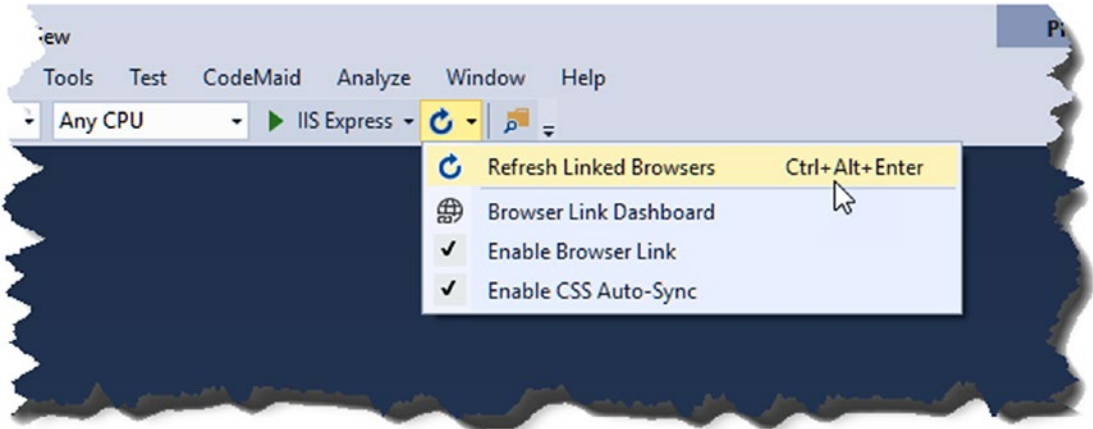 ew
Tools Test CodeMaid Analyze Window Help
Any CPU IIS Express
Refresh Linked Browsers Ctrl+Alt+Enter
Browser Link Dashboard
Enable Browser Link
Enable CSS Auto-Sync